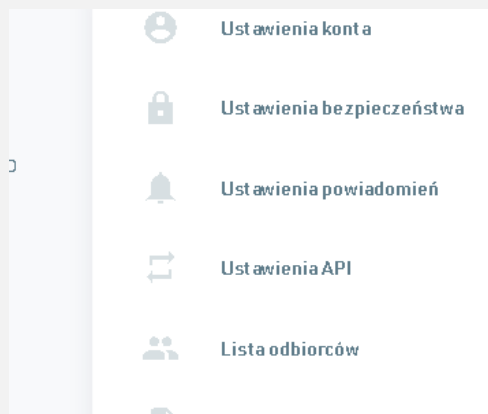 Ustawienia konta
Ustawienia bezpieczeństwa
Ustawienia powiadomień
Ustawienia API
Lista odbiorców